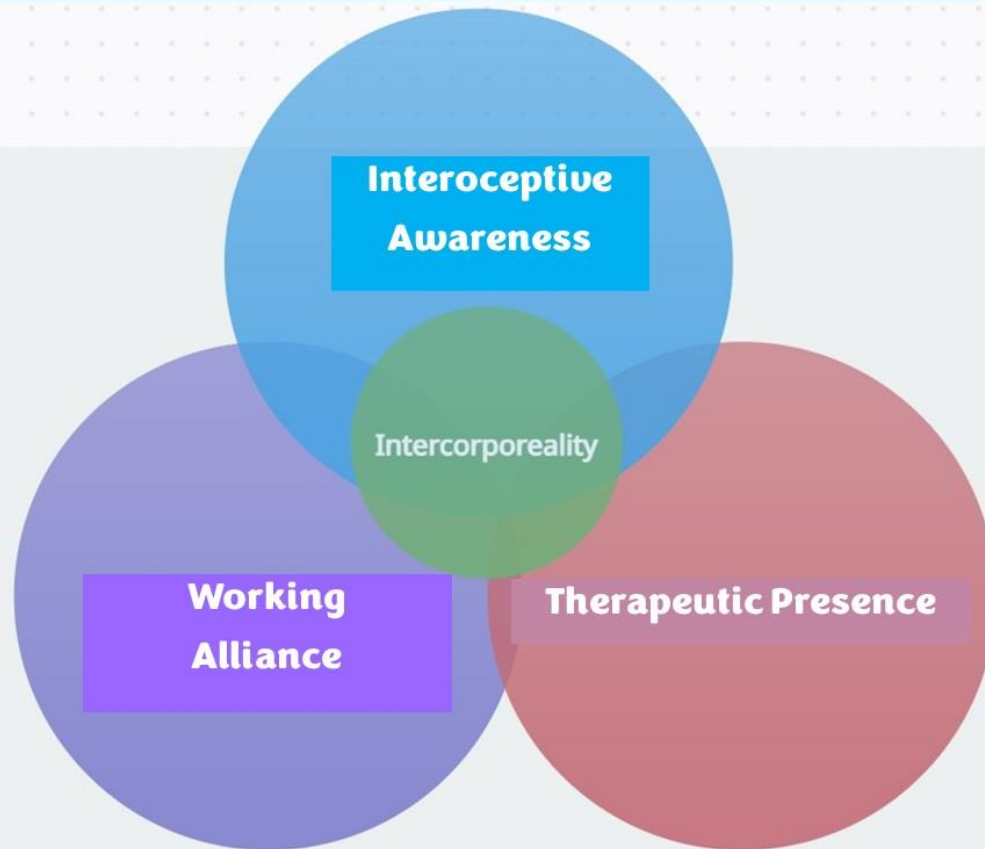 Interoceptive
Awareness
Intercorporeality
Working
Alliance
Therapeutic Presence